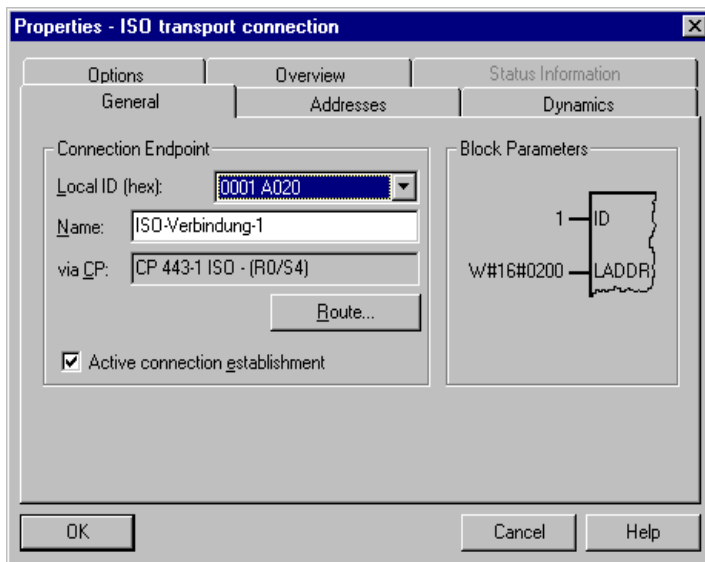 Properties - ISO transport connection
Options Overview Status Information
General Addresses Dynamics
Connection Endpoint
Local ID (hex): 0001 A020
Name: ISO-Verbindung-1
via CP: CP 443-1 ISO - (R0/S4)
Route...
Active connection establishment
Block Parameters
1 ID
W#16#0200 LADDR
OK Cancel Help